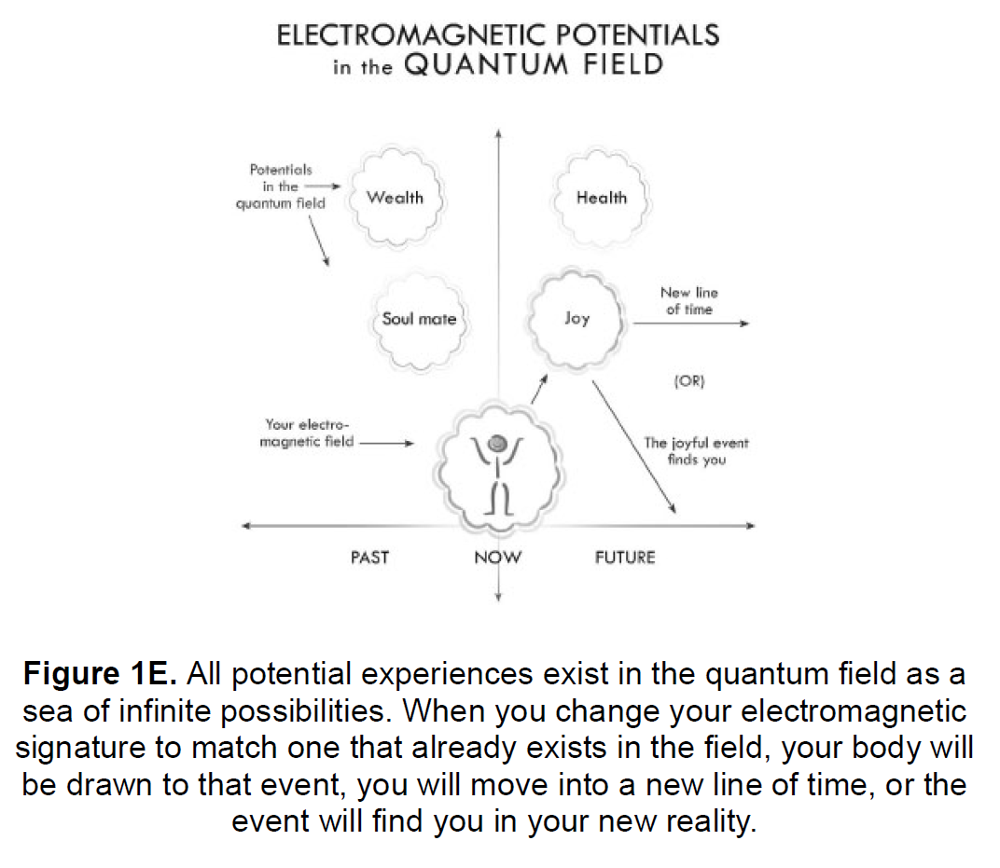 ELECTROMAGNETIC POTENTIALS
in the QUANTUM FIELD
Potentials
in the
quantum field
Wealth
Health
Soul mate
Joy
New line
of time
(OR)
Your electro-
magnetic field
The joyful event
finds you
PAST
NOW
FUTURE
Figure 1E. All potential experiences exist in the quantum field as a
sea of infinite possibilities. When you change your electromagnetic
signature to match one that already exists in the field, your body will
be drawn to that event, you will move into a new line of time, or the
event will find you in your new reality.